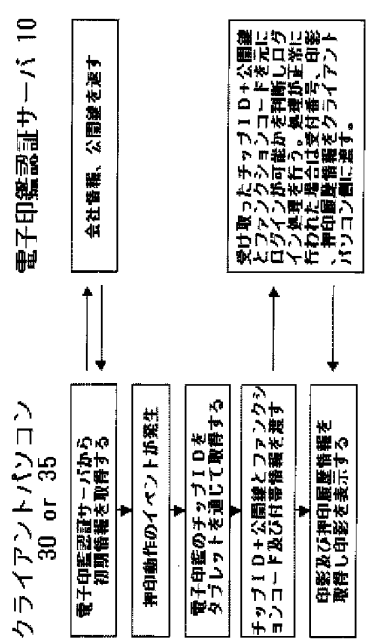 クライアントパソコン
30 or 35
電子印鑑認証サーバから
初期情報を取得する
押印動作のイベントが発生
電子印鑑のチップIDを
タブレットを通じて取得する
チップID+公開鍵とファンクシ
ョンコード及び付帯情報を渡す
印影及び押印履歴情報を
取得し印影を表示する
電子印鑑認証サーバ 10
会社情報、公開鍵を返す
受け取ったチップID+公開鍵
とファンクションコードを元に
ログインが可能かを判断しログ
イン処理を行う。処理が正常に
行われた場合は受付番号、印影
、押印履歴情報をクライアント
パソコン側に渡す。